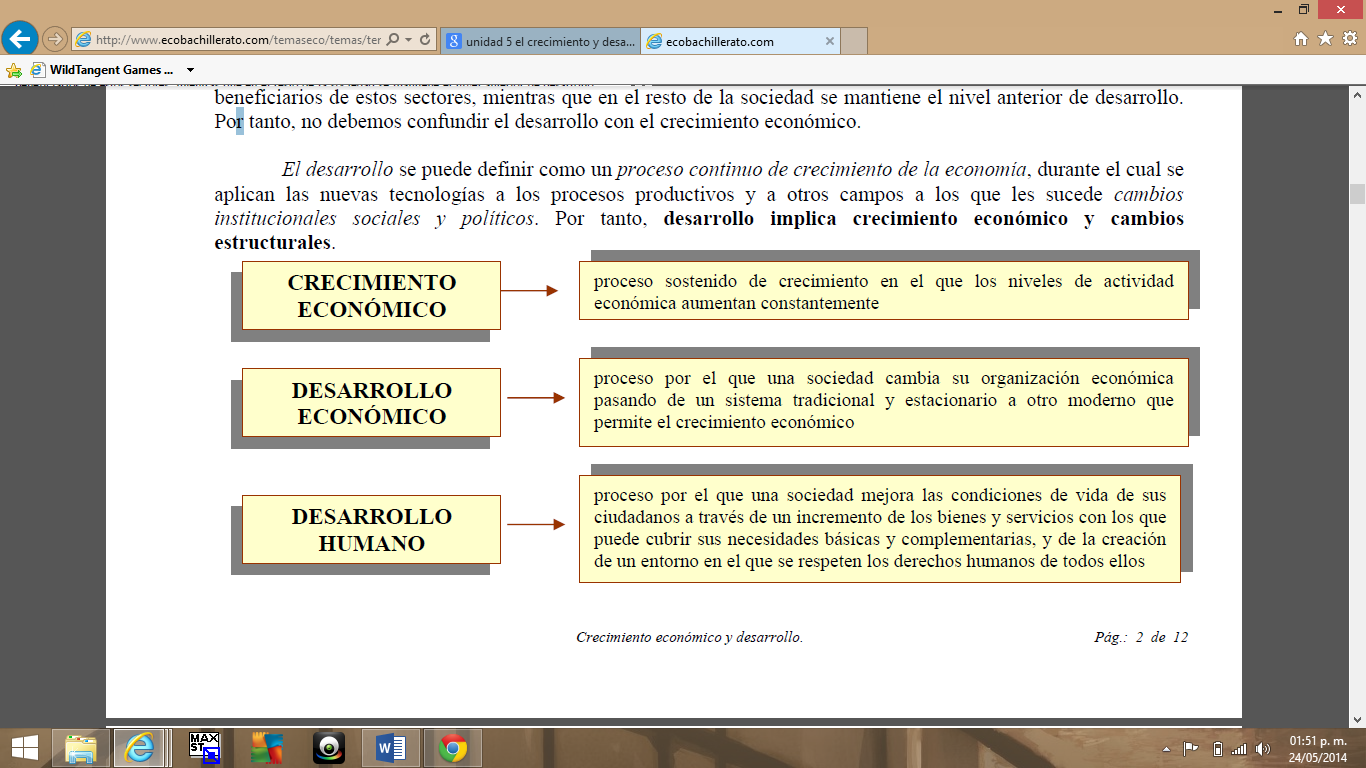 http://www.ecobachillerato.com/temaseco/temas/ter
unidad 5 el crecimiento y desa...
ecobachillerato.com
WildTangent Games ...
beneficiarios de estos sectores, mientras que en el resto de la sociedad se mantiene el nivel anterior de desarrollo.
Por tanto, no debemos confundir el desarrollo con el crecimiento económico.
El desarrollo se puede definir como un proceso continuo de crecimiento de la economía, durante el cual se
aplican las nuevas tecnologías a los procesos productivos y a otros campos a los que les sucede cambios
institucionales sociales y políticos. Por tanto, desarrollo implica crecimiento económico y cambios
estructurales.
CRECIMIENTO
ECONÓMICO
proceso sostenido de crecimiento en el que los niveles de actividad
económica aumentan constantemente
DESARROLLO
ECONÓMICO
proceso por el que una sociedad cambia su organización económica
pasando de un sistema tradicional y estacionario a otro moderno que
permite el crecimiento económico
DESARROLLO
HUMANO
proceso por el que una sociedad mejora las condiciones de vida de sus
ciudadanos a través de un incremento de los bienes y servicios con los que
puede cubrir sus necesidades básicas y complementarias, y de la creación
de un entorno en el que se respeten los derechos humanos de todos ellos
Crecimiento económico y desarrollo.
Pág.: 2 de 12
MAX
ST
01:51 p. m.
24/05/2014